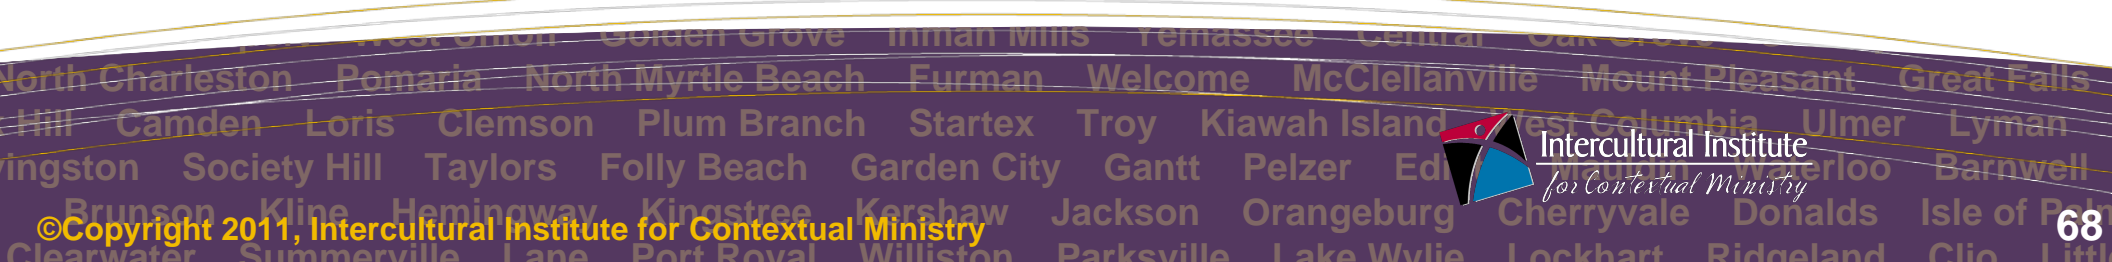 West Union Golden Grove Inman Mills Yemassee Central Oak Grove
North Charleston Pomaria North Myrtle Beach Furman Welcome McClellanville Mount Pleasant Great Falls
Hill Camden Loris Clemson Plum Branch Startex Troy Kiawah Island West Columbia Ulmer Lyman
ingston Society Hill Taylors Folly Beach Garden City Gantt Pelzer Edi Mauldin Waterloo Barnwell
Intercultural Institute
for Contextual Ministry
Brunson Kline Hemingway Kingstree Kershaw Jackson Orangeburg Cherryvale Donalds Isle of Palm
©Copyright 2011, Intercultural Institute for Contextual Ministry
68
Clearwater Summerville Lane Port Royal Williston Parksville Lake Wylie Lockhart Ridgeland Clio Little